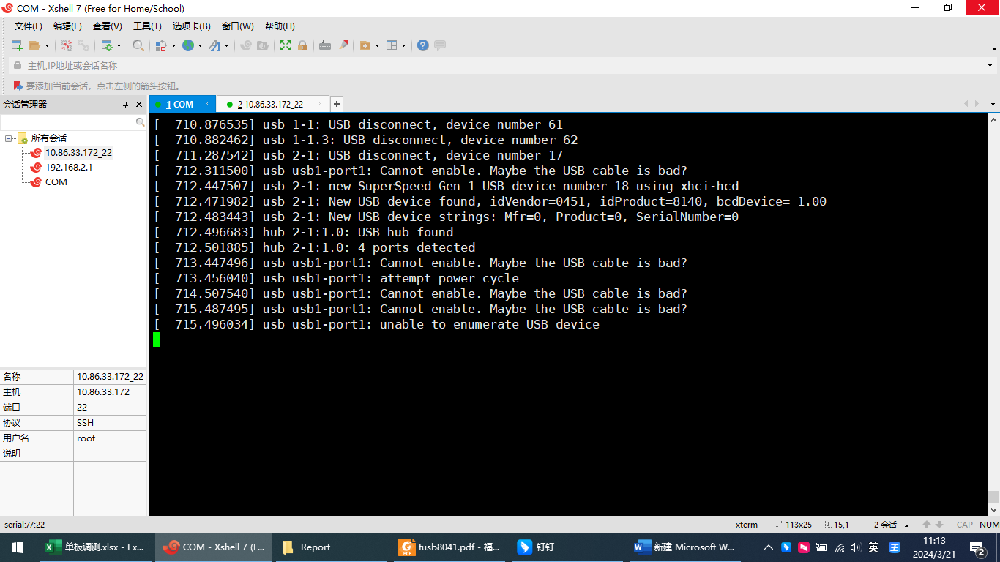 COM - Xshell 7 (Free for Home/School)
文件(F) 编辑(E) 查看(V) 工具(T) 选项卡(B) 窗口(W) 帮助(H)
主机,IP地址或会话名称
要添加当前会话，点击左侧的箭头按钮。
会话管理器
1 COM
2 10.86.33.172_22
所有会话
10.86.33.172_22
192.168.2.1
COM
[  710.876535] usb 1-1: USB disconnect, device number 61
[  710.882462] usb 1-1.3: USB disconnect, device number 62
[  711.287542] usb 2-1: USB disconnect, device number 17
[  712.311500] usb usb1-port1: Cannot enable. Maybe the USB cable is bad?
[  712.447507] usb 2-1: new SuperSpeed Gen 1 USB device number 18 using xhci-hcd
[  712.471982] usb 2-1: New USB device found, idVendor=0451, idProduct=8140, bcdDevice= 1.00
[  712.483443] usb 2-1: New USB device strings: Mfr=0, Product=0, SerialNumber=0
[  712.496683] hub 2-1:1.0: USB hub found
[  712.501885] hub 2-1:1.0: 4 ports detected
[  713.447496] usb usb1-port1: Cannot enable. Maybe the USB cable is bad?
[  713.456040] usb usb1-port1: attempt power cycle
[  714.507540] usb usb1-port1: Cannot enable. Maybe the USB cable is bad?
[  715.487495] usb usb1-port1: Cannot enable. Maybe the USB cable is bad?
[  715.496034] usb usb1-port1: unable to enumerate USB device
名称 10.86.33.172_22
主机 10.86.33.172
端口 22
协议 SSH
用户名 root
说明
serial://:22
xterm
113x25
15,1
2 会话
CAP NUM
单板调测.xlsx - Ex...
COM - Xshell 7 (F...
Report
tusb8041.pdf - 福...
钉钉
新建 Microsoft W...
英
11:13
2024/3/21
2